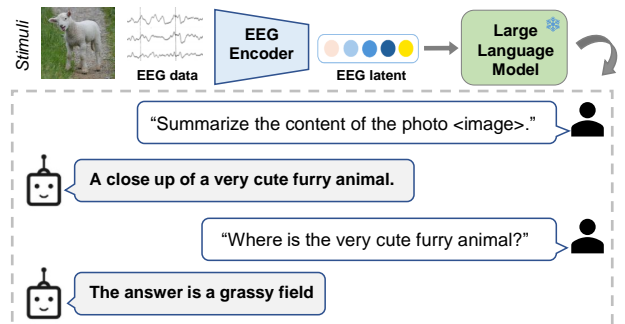 Stimuli
EEG data
EEG
Encoder
EEG latent
Large
Language
Model
“Summarize the content of the photo <image>.”
A close up of a very cute furry animal.
“Where is the very cute furry animal?”
The answer is a grassy field